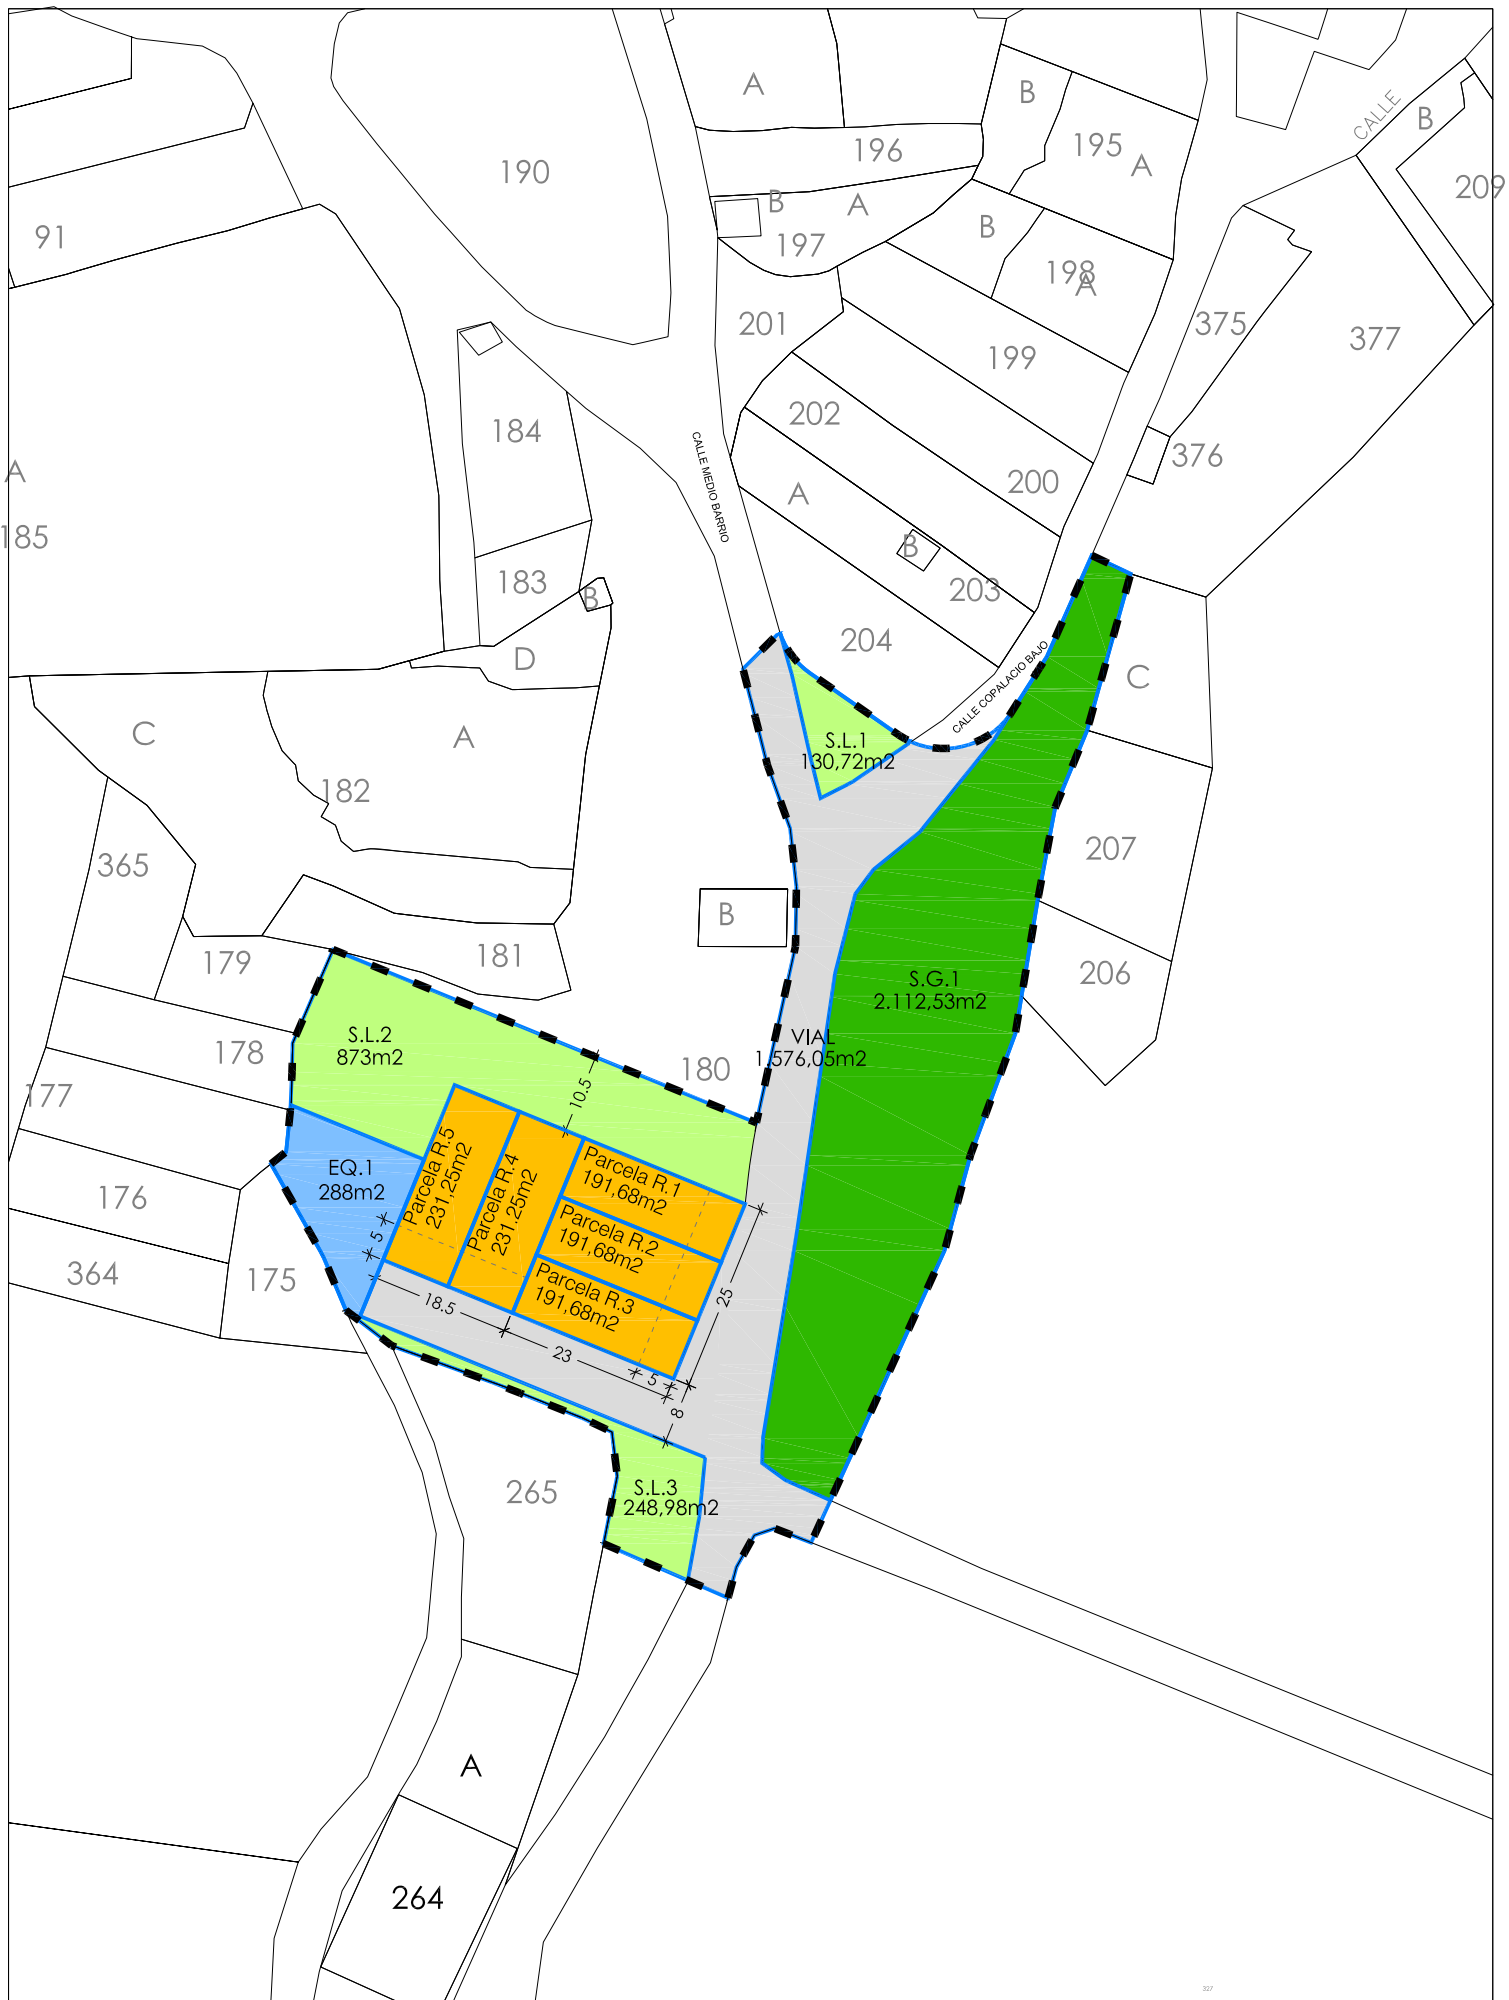 A
B
CALLE
B
196
195
A
190
209
B
A
B
197
91
198
A
201
375
377
199
202
184
CALLE MEDIO BARRIO
376
A
A
200
185
B
183
203
B
204
D
C
CALLE COPALACIO BAJO
C
A
S.L.1
130,72m2
182
207
365
B
181
179
206
S.G.1
2.112,53m2
S.L.2
873m2
VIAL
1.576,05m2
178
180
177
10.5
EQ.1
288m2
Parcela R.5
231,25m2
Parcela R.4
231.25m2
Parcela R.1
191,68m2
176
Parcela R.2
191,68m2
5
364
175
Parcela R.3
191,68m2
18.5
25
23
5
8
265
S.L.3
248,98m2
A
264
327